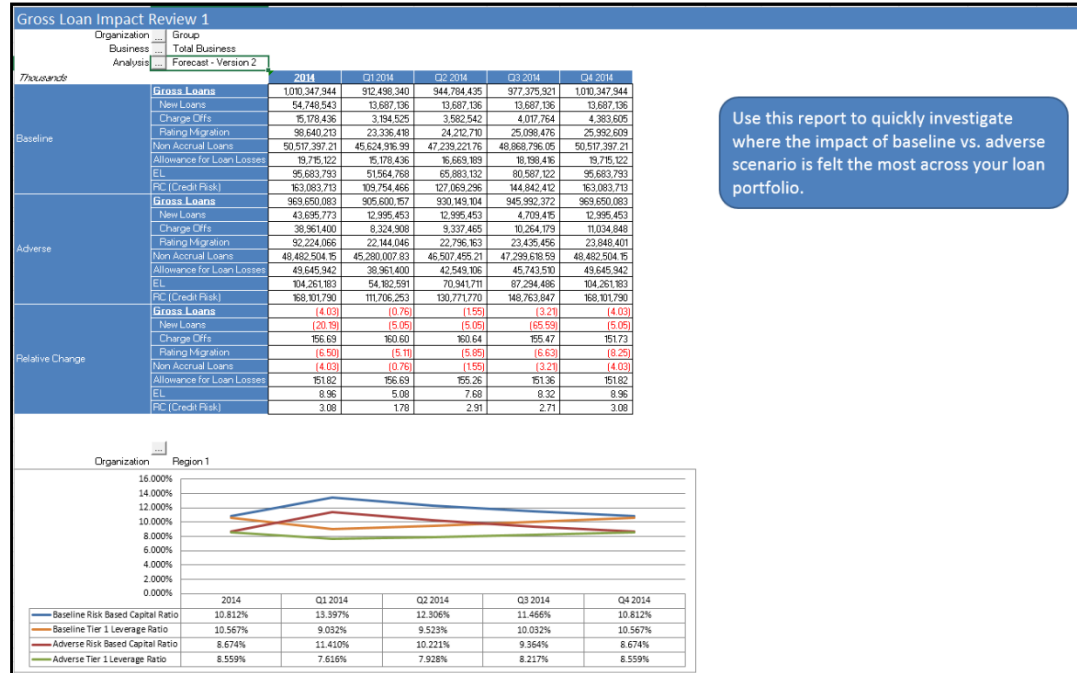 Gross Loan Impact Review 1
Organization ... Group
Business ... Total Business
Analysis ... Forecast - Version 2
Thousands 2014 Q1 2014 Q2 2014 Q3 2014 Q4 2014
Baseline
Gross Loans 1,010,347,944 912,498,340 944,784,435 977,375,921 1,010,347,944
New Loans 54,748,543 13,687,136 13,687,136 13,687,136 13,687,136
Charge Offs 15,178,436 3,194,525 3,582,542 4,017,764 4,383,605
Rating Migration 98,640,213 23,336,418 24,212,710 25,098,476 25,992,609
Non Accrual Loans 50,517,397.21 45,624,916.99 47,239,221.76 48,868,796.05 50,517,397.21
Allowance for Loan Losses 19,715,122 15,178,436 16,669,189 18,198,416 19,715,122
EL 95,683,793 51,564,768 65,883,132 80,587,122 95,683,793
RC (Credit Risk) 163,083,713 109,754,466 127,069,296 144,842,412 163,083,713
Adverse
Gross Loans 969,650,083 905,600,157 930,149,104 945,992,372 969,650,083
New Loans 43,695,773 12,995,453 12,995,453 4,709,415 12,995,453
Charge Offs 38,961,400 8,324,908 9,337,465 10,264,179 11,034,848
Rating Migration 92,224,066 22,144,046 22,796,163 23,435,456 23,848,401
Non Accrual Loans 48,482,504.15 45,280,007.83 46,507,455.21 47,299,618.59 48,482,504.15
Allowance for Loan Losses 49,645,942 38,961,400 42,549,106 45,743,510 49,645,942
EL 104,261,183 54,182,591 70,941,711 87,294,486 104,261,183
RC (Credit Risk) 168,101,790 111,706,253 130,771,770 148,763,847 168,101,790
Relative Change
Gross Loans (4.03) (0.76) (1.55) (3.21) (4.03)
New Loans (20.19) (5.05) (5.05) (65.59) (5.05)
Charge Offs 156.69 160.60 160.64 155.47 151.73
Rating Migration (6.50) (5.11) (5.85) (6.63) (8.25)
Non Accrual Loans (4.03) (0.76) (1.55) (3.21) (4.03)
Allowance for Loan Losses 151.82 156.69 155.26 151.36 151.82
EL 8.96 5.08 7.68 8.32 8.96
RC (Credit Risk) 3.08 1.78 2.91 2.71 3.08
Use this report to quickly investigate
where the impact of baseline vs. adverse
scenario is felt the most across your loan
portfolio.
...
Organization Region 1
16.000%
14.000%
12.000%
10.000%
8.000%
6.000%
4.000%
2.000%
0.000%
2014 Q1 2014 Q2 2014 Q3 2014 Q4 2014
Baseline Risk Based Capital Ratio 10.812% 13.397% 12.306% 11.466% 10.812%
Baseline Tier 1 Leverage Ratio 10.567% 9.032% 9.523% 10.032% 10.567%
Adverse Risk Based Capital Ratio 8.674% 11.410% 10.221% 9.364% 8.674%
Adverse Tier 1 Leverage Ratio 8.559% 7.616% 7.928% 8.217% 8.559%